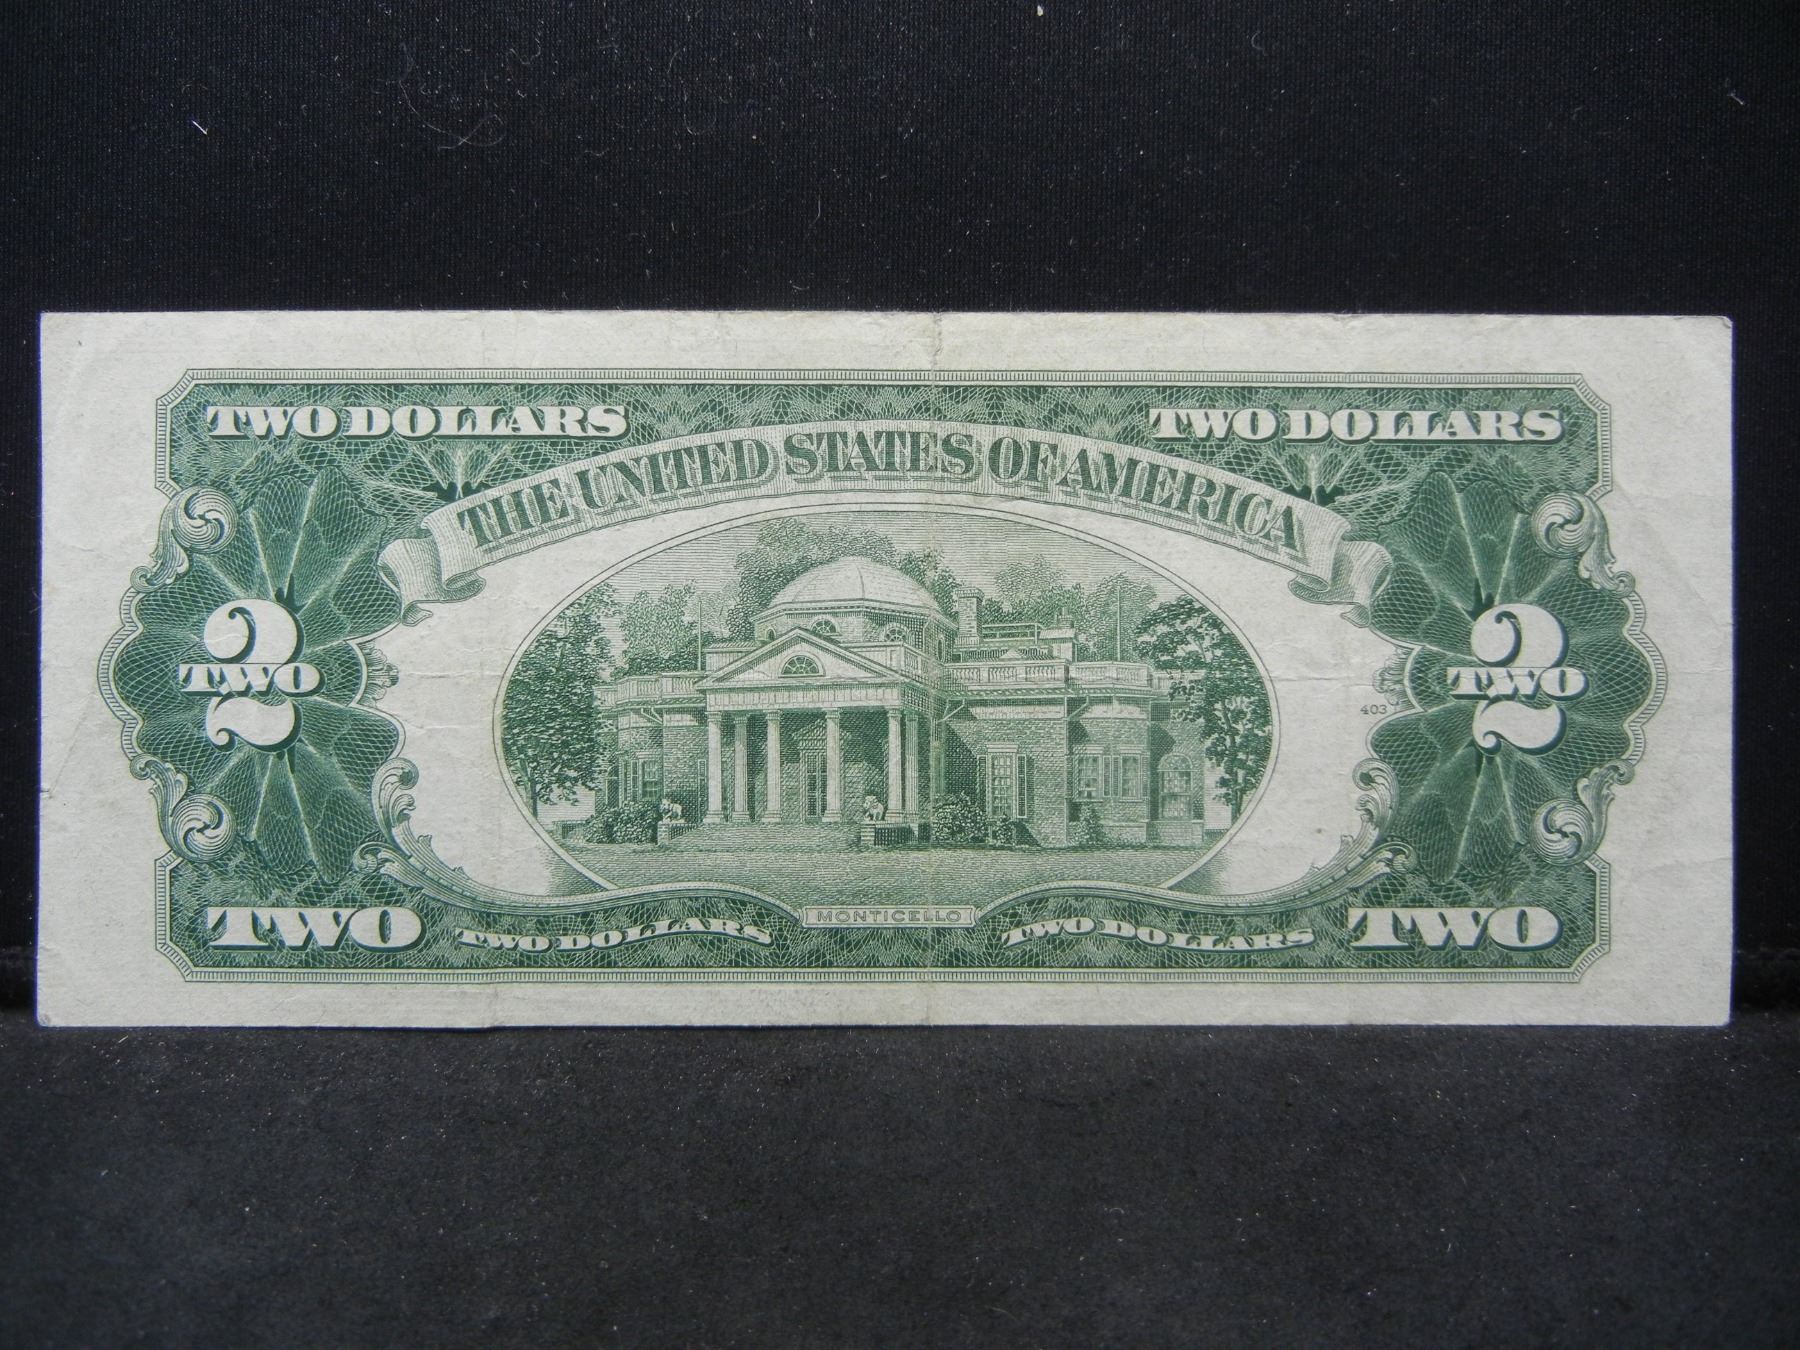 TWO DOLLARS TWO DOLLARS
THE UNITED STATES OF AMERICA
2 2
TWO TWO
403
MONTICELLO
TWO TWO DOLLARS TWO DOLLARS TWO